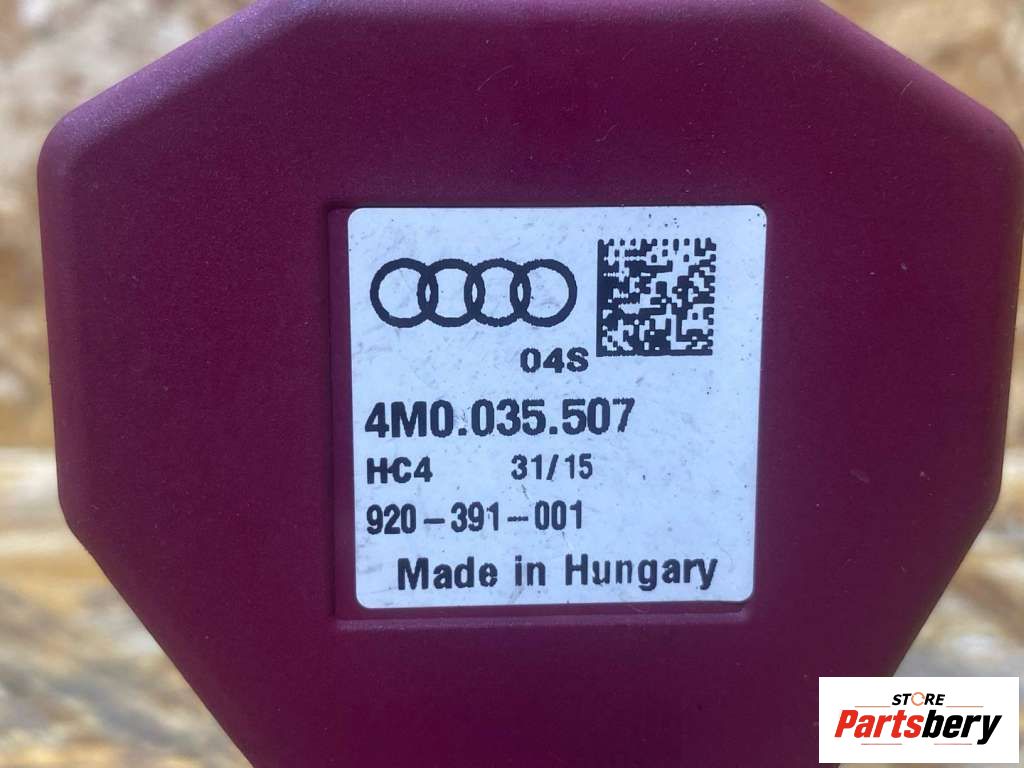 04S
4M0.035.507
HC4 31/15
920-391-001
Made in Hungary
STORE
Partsbery